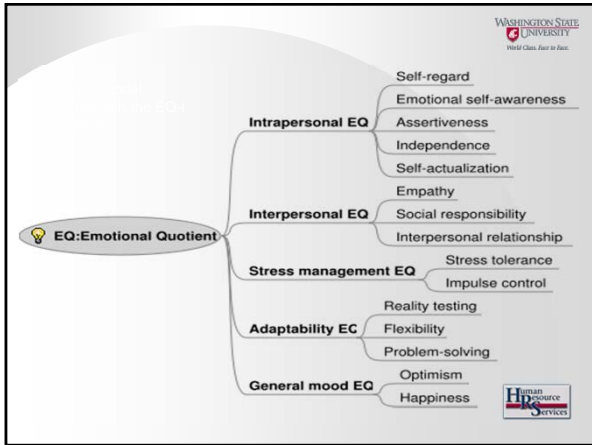 WASHINGTON STATE
UNIVERSITY
World Class. Face to Face.
EQ:Emotional Quotient
Intrapersonal EQ
Self-regard
Emotional self-awareness
Assertiveness
Independence
Self-actualization
Interpersonal EQ
Empathy
Social responsibility
Interpersonal relationship
Stress management EQ
Stress tolerance
Impulse control
Adaptability EQ
Reality testing
Flexibility
Problem-solving
General mood EQ
Optimism
Happiness
Human
Resource
Services